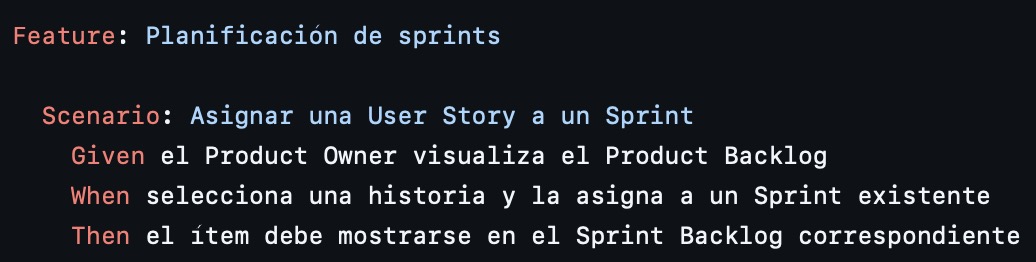 Feature: Planificación de sprints
Scenario: Asignar una User Story a un Sprint
Given el Product Owner visualiza el Product Backlog
When selecciona una historia y la asigna a un Sprint existente
Then el ítem debe mostrarse en el Sprint Backlog correspondiente